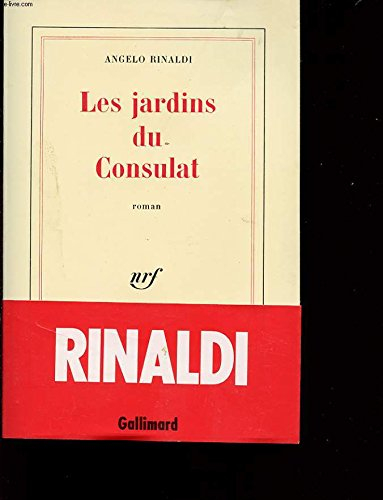 ANGELO RINALDI
Les jardins
du
Consulat
roman
nrf
RINALDI
Gallimard